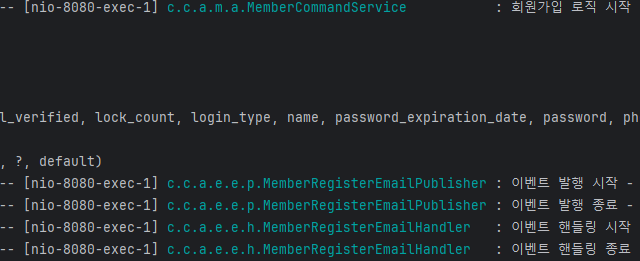 -- [nio-8080-exec-1] c.c.a.m.a.MemberCommandService : 회원가입 로직 시작
l_verified, lock_count, login_type, name, password_expiration_date, password, ph
, ?, default)
-- [nio-8080-exec-1] c.c.a.e.e.p.MemberRegisterEmailPublisher : 이벤트 발행 시작 -
-- [nio-8080-exec-1] c.c.a.e.e.p.MemberRegisterEmailPublisher : 이벤트 발행 종료 -
-- [nio-8080-exec-1] c.c.a.e.e.h.MemberRegisterEmailHandler : 이벤트 핸들링 시작
-- [nio-8080-exec-1] c.c.a.e.e.h.MemberRegisterEmailHandler : 이벤트 핸들링 종료